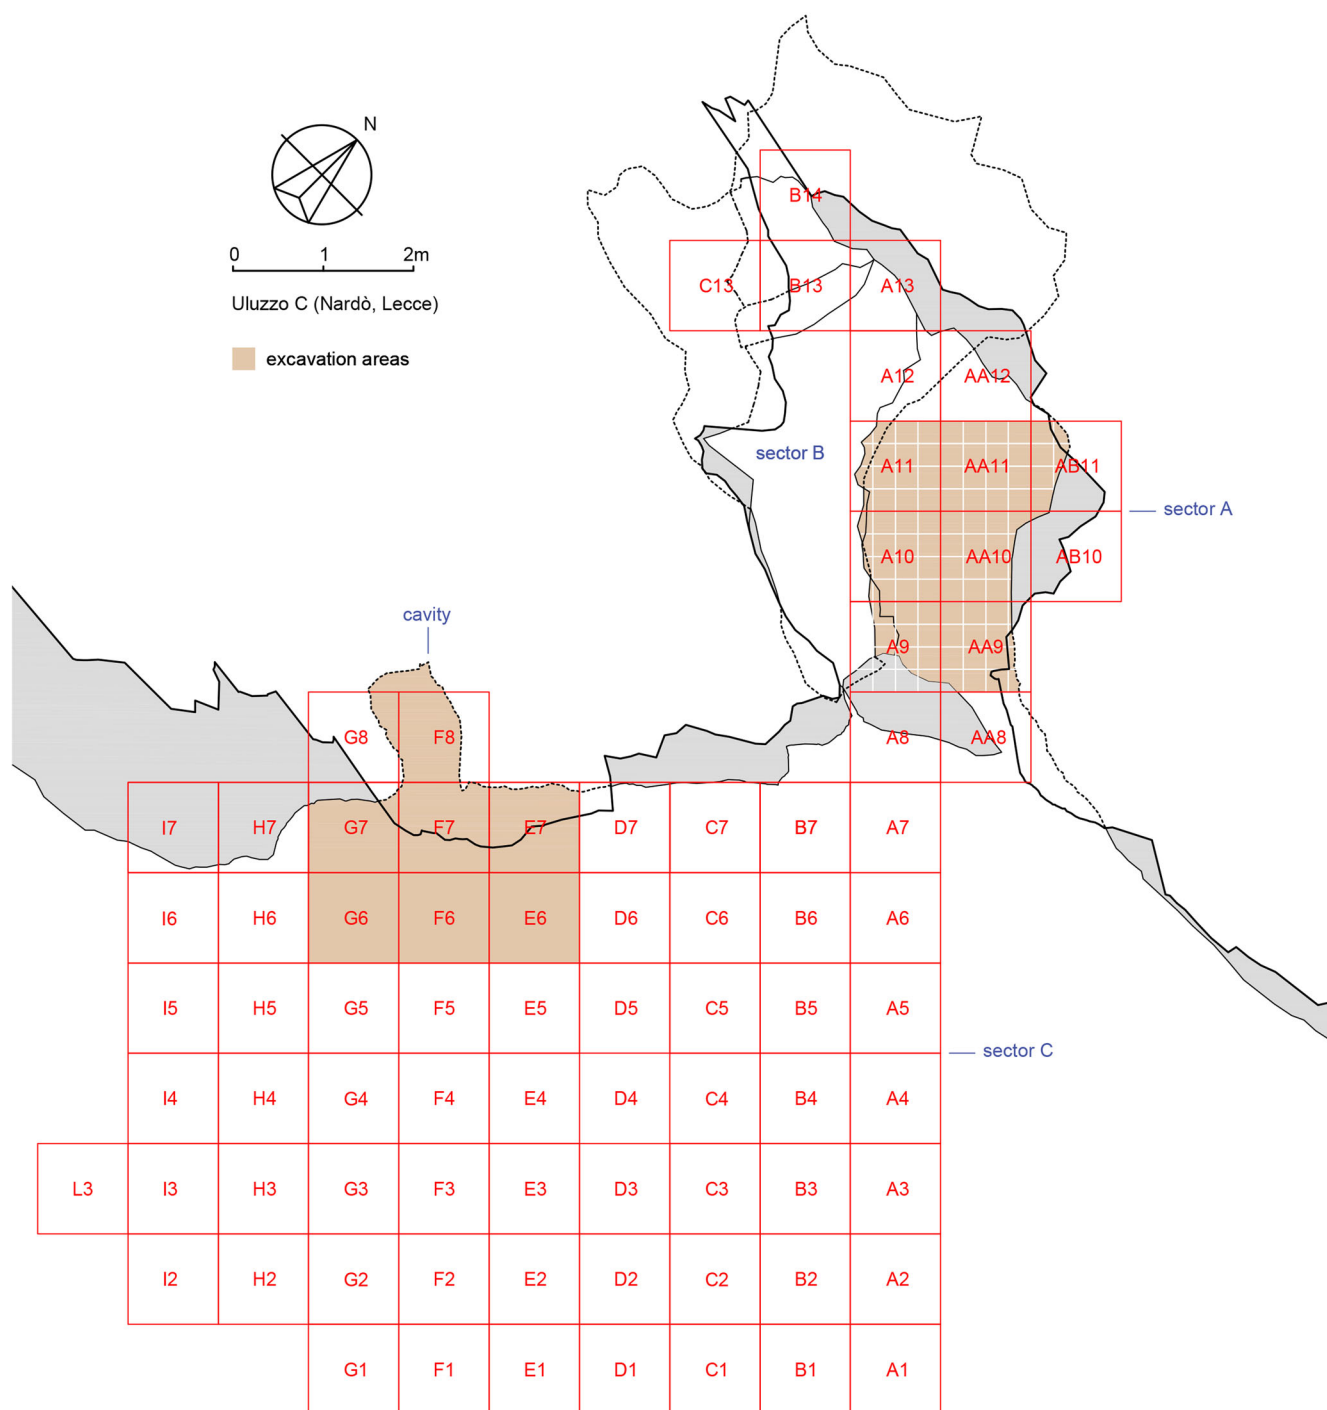 N
0 1 2m
Uluzzo C (Nardò, Lecce)
excavation areas
B14
C13 B13 A13
A12 AA12
sector B
A11 AA11 AB11
sector A
A10 AA10 AB10
cavity
A9 AA9
G8 F8 A8 AA8
I7 H7 G7 F7 E7 D7 C7 B7 A7
I6 H6 G6 F6 E6 D6 C6 B6 A6
I5 H5 G5 F5 E5 D5 C5 B5 A5
sector C
I4 H4 G4 F4 E4 D4 C4 B4 A4
L3 I3 H3 G3 F3 E3 D3 C3 B3 A3
I2 H2 G2 F2 E2 D2 C2 B2 A2
G1 F1 E1 D1 C1 B1 A1